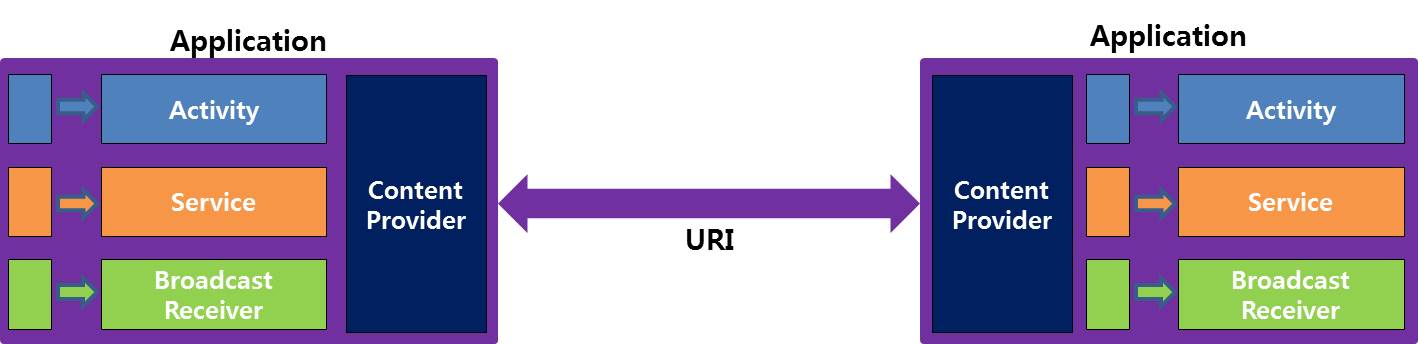 Application
Activity
Service
Broadcast
Receiver
Content
Provider
URI
Application
Content
Provider
Activity
Service
Broadcast
Receiver